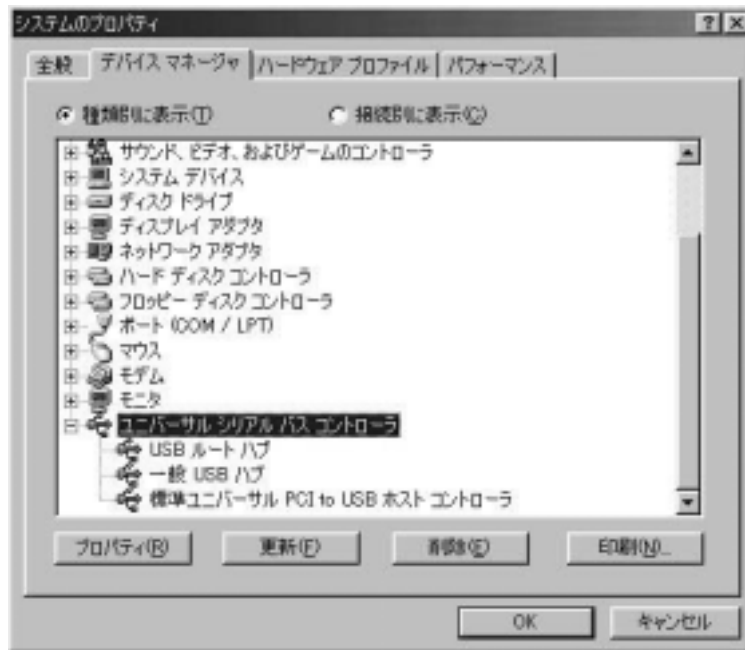 システムのプロパティ
全般 デバイス マネージャ ハードウェア プロファイル パフォーマンス
種類別に表示(T) 接続別に表示(C)
サウンド、ビデオ、およびゲームのコントローラ
システム デバイス
ディスク ドライブ
ディスプレイ アダプタ
ネットワーク アダプタ
ハード ディスク コントローラ
フロッピー ディスク コントローラ
ポート (COM / LPT)
マウス
モデム
モニタ
ユニバーサル シリアル バス コントローラ
USB ルート ハブ
一般 USB ハブ
標準ユニバーサル PCI to USB ホスト コントローラ
プロパティ(R) 更新(F) 削除(E) 印刷(N)...
OK キャンセル